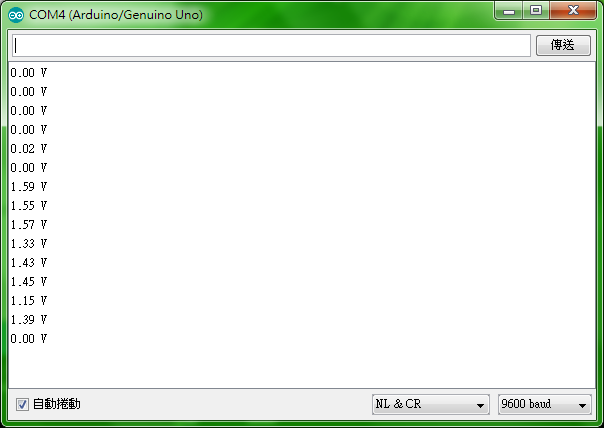 COM4 (Arduino/Genuino Uno)
傳送
0.00 V
0.00 V
0.00 V
0.00 V
0.02 V
0.00 V
1.59 V
1.55 V
1.57 V
1.33 V
1.43 V
1.45 V
1.15 V
1.39 V
0.00 V
自動捲動 NL & CR 9600 baud